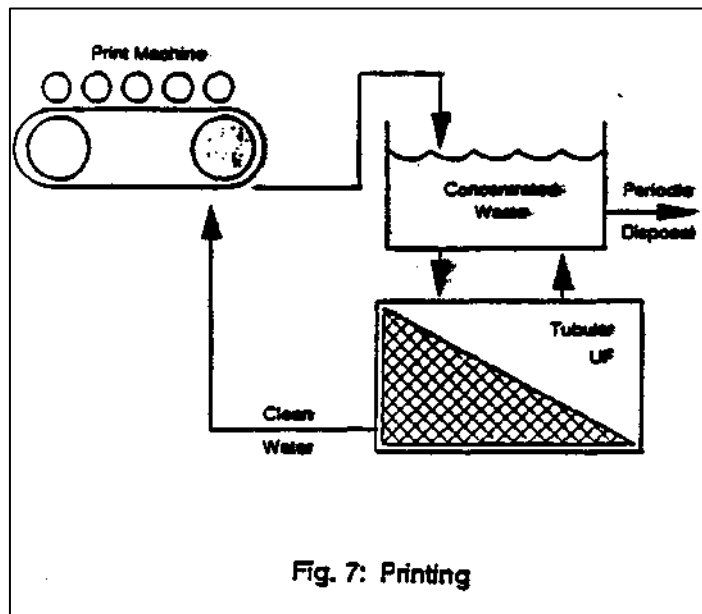 Print Machine
Concentrated
Waste
Periodic
Disposal
Tubular
UF
Clean
Water
Fig. 7: Printing